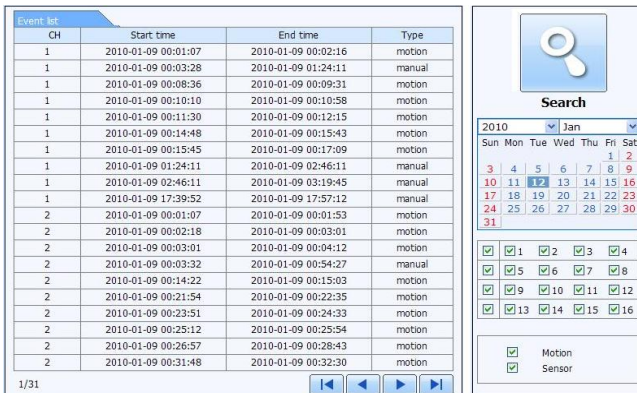 Event list
CH Start time End time Type
1 2010-01-09 00:01:07 2010-01-09 00:02:16 motion
1 2010-01-09 00:03:28 2010-01-09 01:24:11 manual
1 2010-01-09 00:08:36 2010-01-09 00:09:31 motion
1 2010-01-09 00:10:10 2010-01-09 00:10:58 motion
1 2010-01-09 00:11:30 2010-01-09 00:12:15 motion
1 2010-01-09 00:14:48 2010-01-09 00:15:43 motion
1 2010-01-09 00:15:45 2010-01-09 00:17:09 motion
1 2010-01-09 01:24:11 2010-01-09 02:46:11 manual
1 2010-01-09 02:46:11 2010-01-09 03:19:45 manual
1 2010-01-09 17:39:52 2010-01-09 17:57:12 manual
2 2010-01-09 00:01:07 2010-01-09 00:01:53 motion
2 2010-01-09 00:02:18 2010-01-09 00:03:01 motion
2 2010-01-09 00:03:01 2010-01-09 00:04:12 motion
2 2010-01-09 00:03:32 2010-01-09 00:54:27 manual
2 2010-01-09 00:14:22 2010-01-09 00:15:03 motion
2 2010-01-09 00:21:54 2010-01-09 00:22:35 motion
2 2010-01-09 00:23:51 2010-01-09 00:24:33 motion
2 2010-01-09 00:25:12 2010-01-09 00:25:54 motion
2 2010-01-09 00:26:57 2010-01-09 00:28:43 motion
2 2010-01-09 00:31:48 2010-01-09 00:32:30 motion
1/31
Search
2010 Jan
Sun Mon Tue Wed Thu Fri Sat
1 2
3 4 5 6 7 8 9
10 11 12 13 14 15 16
17 18 19 20 21 22 23
24 25 26 27 28 29 30
31
1 2 3 4
5 6 7 8
9 10 11 12
13 14 15 16
Motion
Sensor